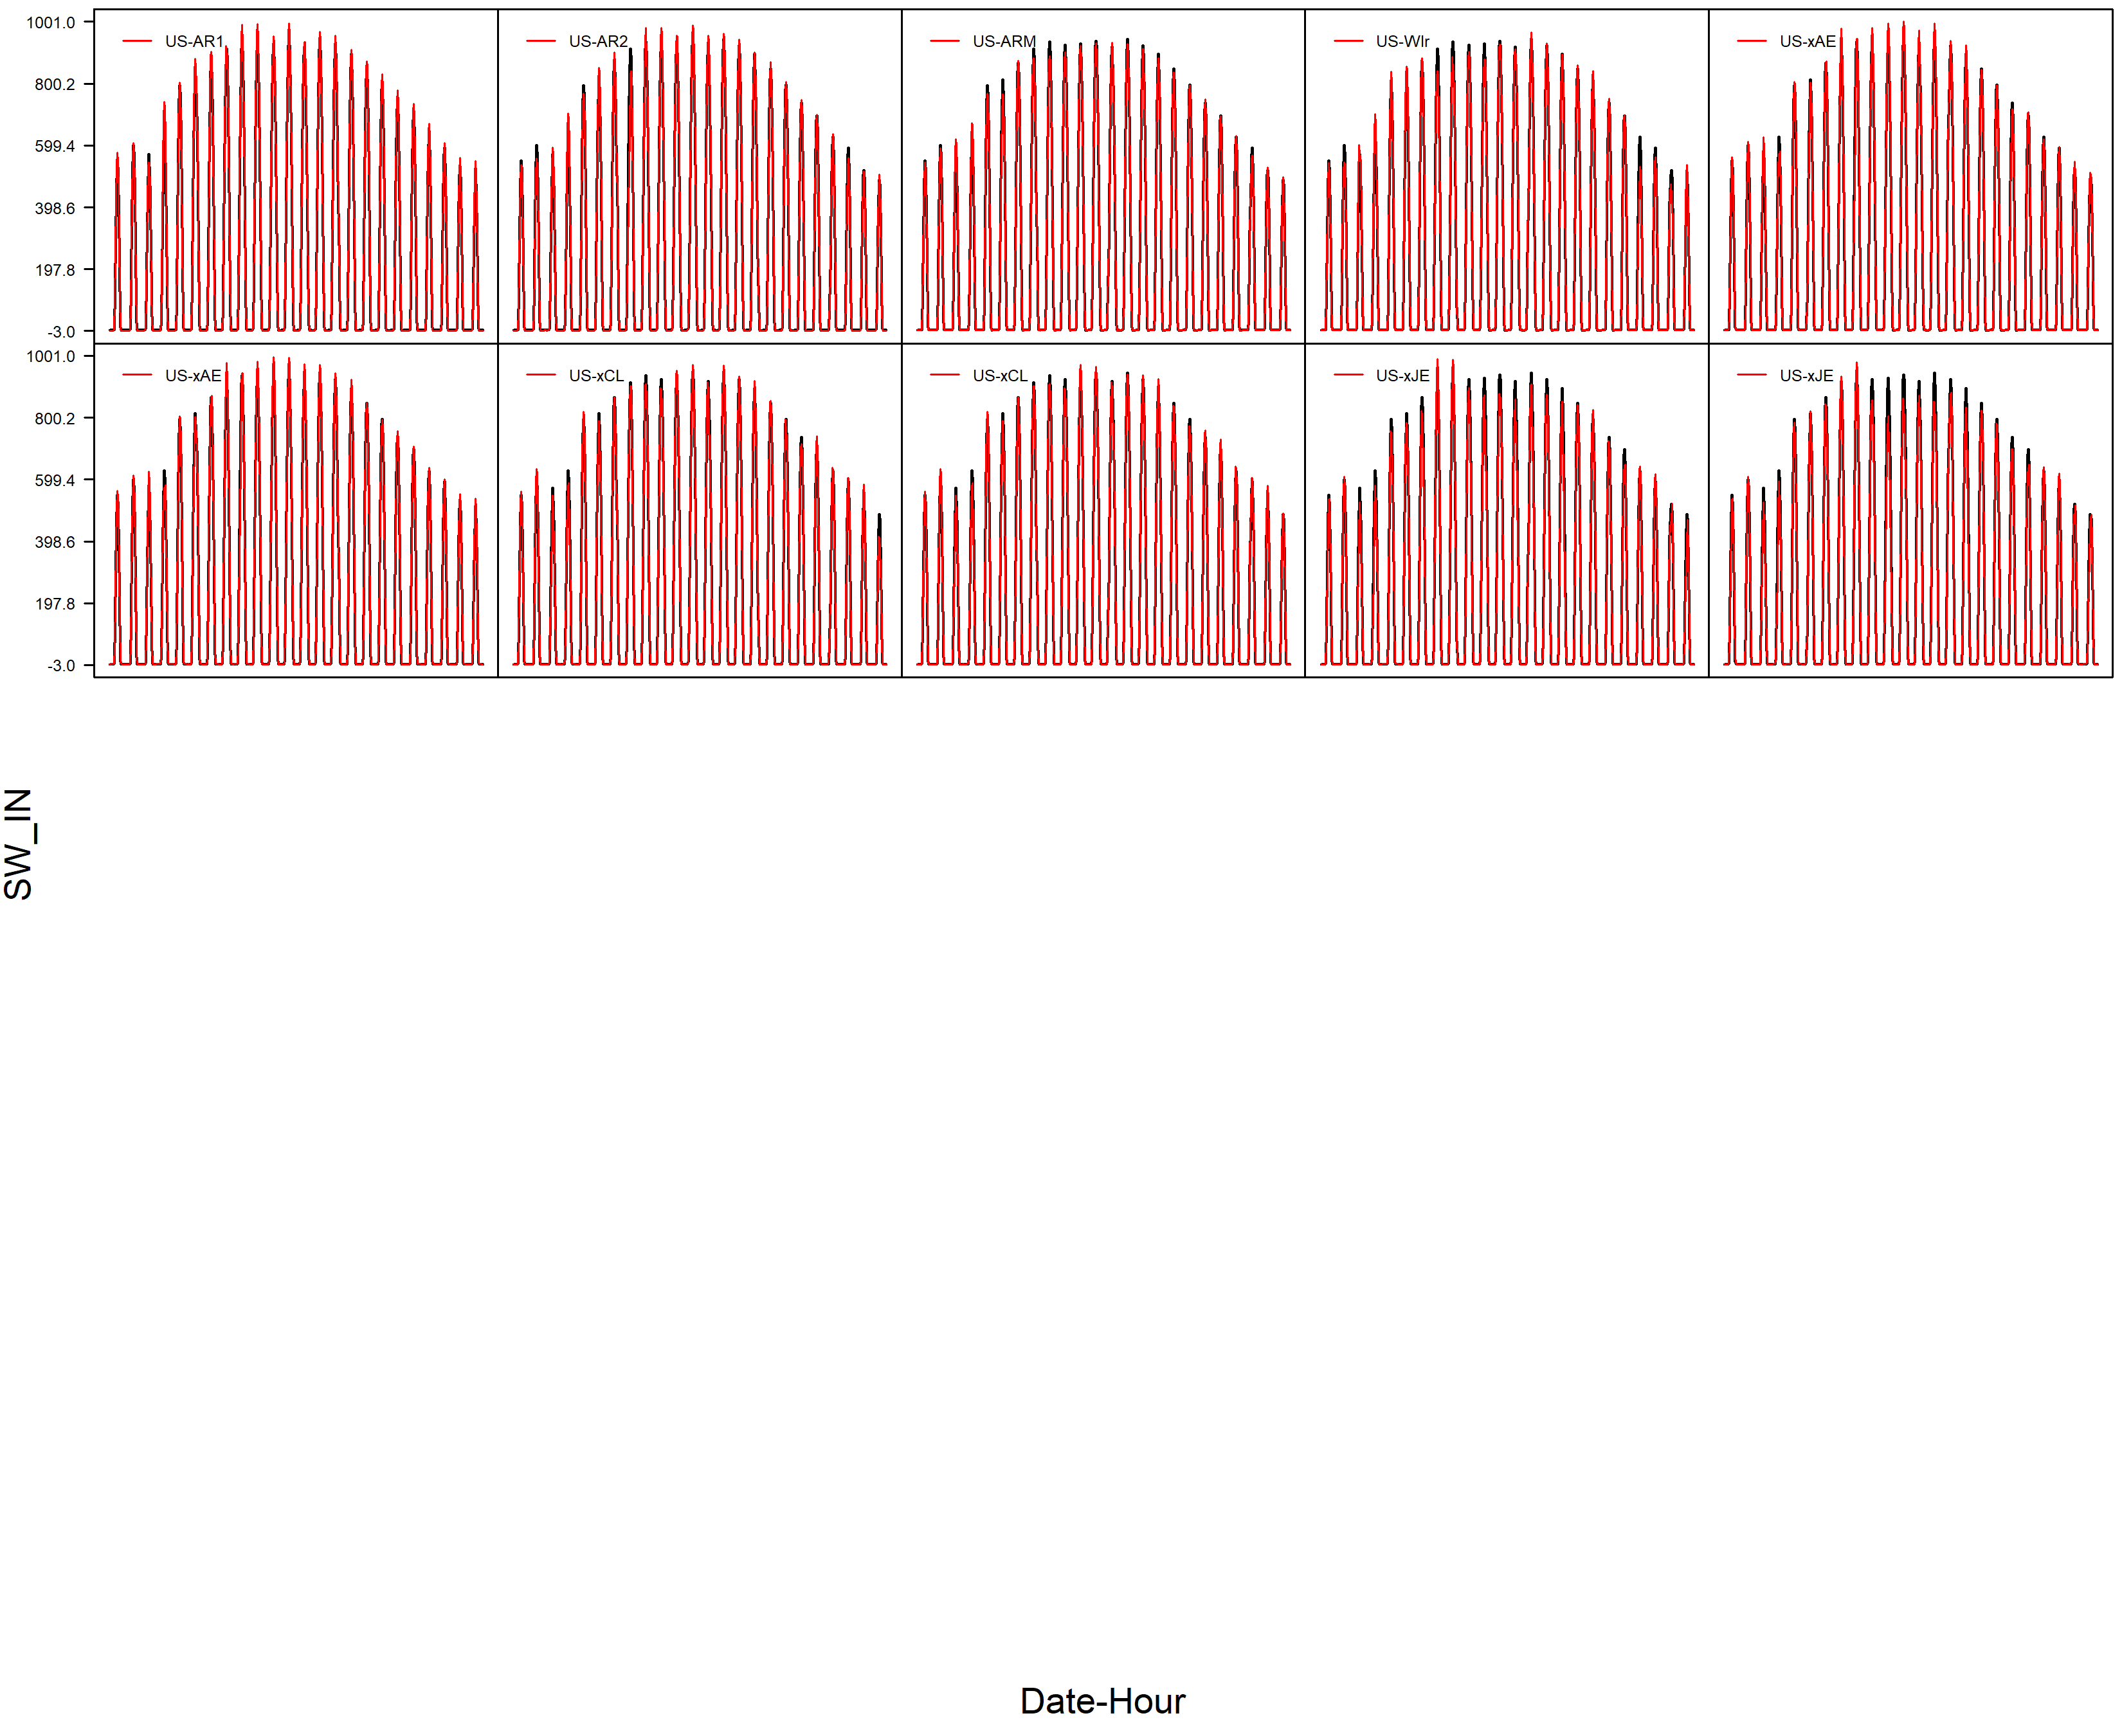 1001.0
800.2
599.4
398.6
197.8
-3.0
US-AR1
US-AR2
US-ARM
US-Wlr
US-xAE
1001.0
800.2
599.4
398.6
197.8
-3.0
US-xAE
US-xCL
US-xCL
US-xJE
US-xJE
SW_IN
Date-Hour